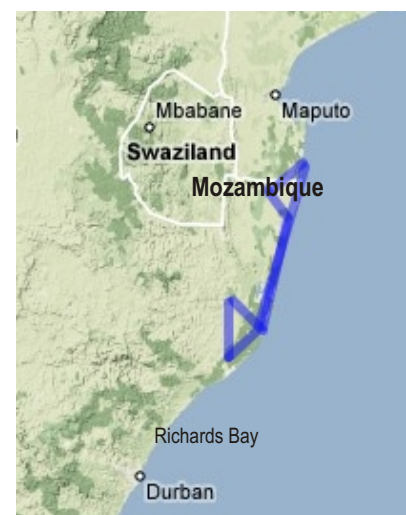 Mbabane
Maputo
Swaziland
Mozambique
Richards Bay
Durban